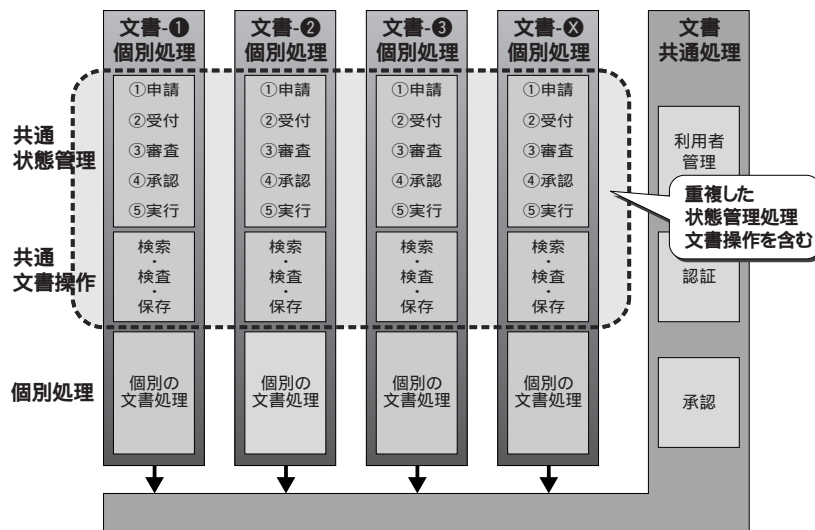 文書-❶
個別処理
文書-❷
個別処理
文書-❸
個別処理
文書-❌
個別処理
文書
共通処理
共通
状態管理
①申請
②受付
③審査
④承認
⑤実行
①申請
②受付
③審査
④承認
⑤実行
①申請
②受付
③審査
④承認
⑤実行
①申請
②受付
③審査
④承認
⑤実行
利用者
管理
重複した
状態管理処理
文書操作を含む
共通
文書操作
検索
・
検査
・
保存
検索
・
検査
・
保存
検索
・
検査
・
保存
検索
・
検査
・
保存
認証
個別処理
個別の
文書処理
個別の
文書処理
個別の
文書処理
個別の
文書処理
承認